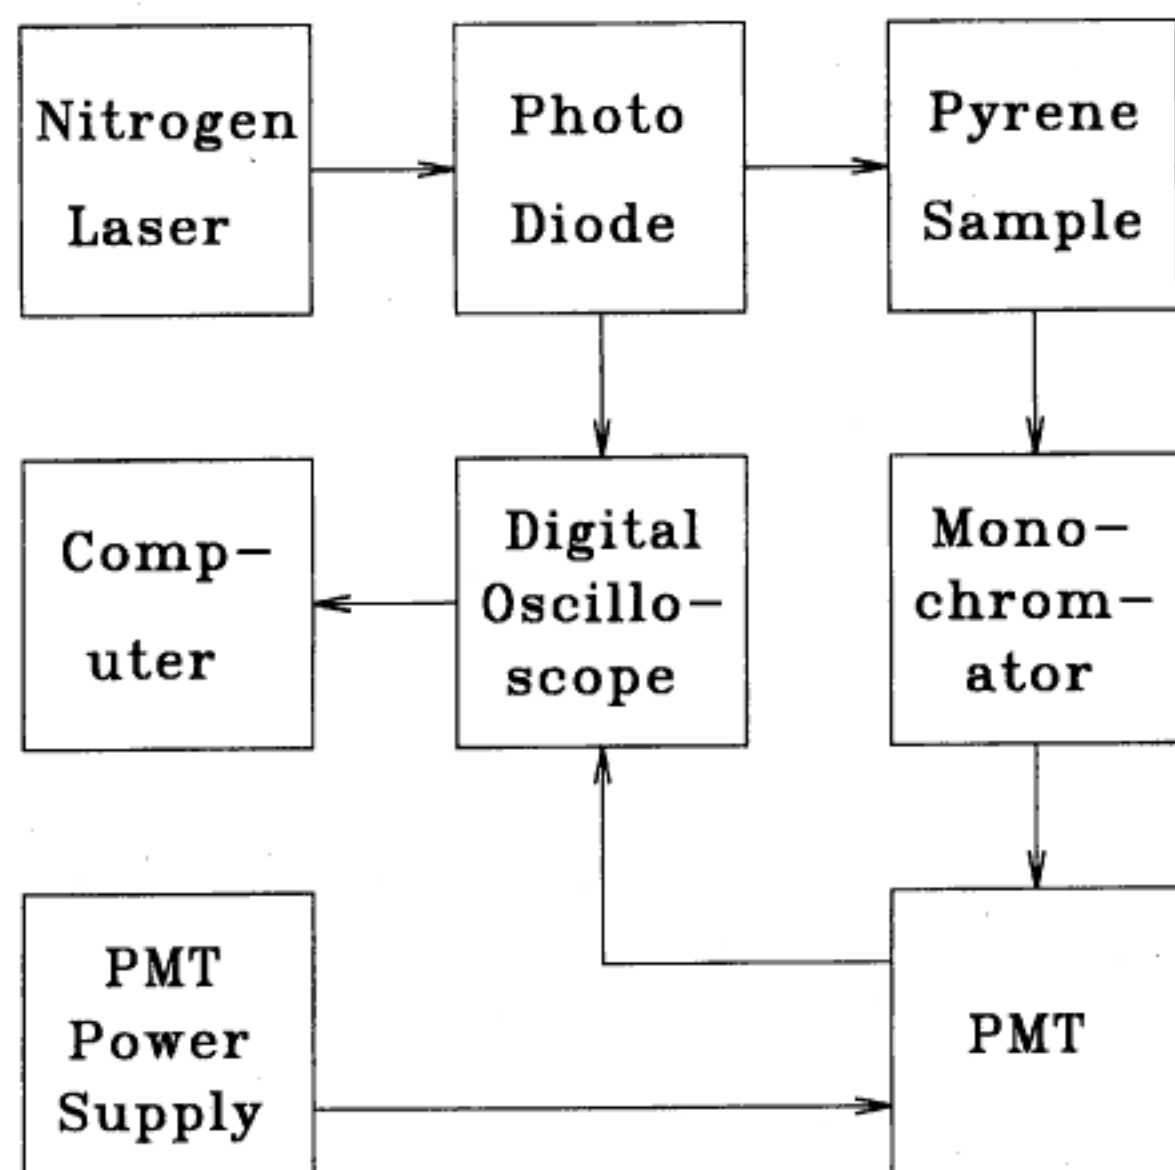 Nitrogen
Laser
Photo
Diode
Pyrene
Sample
Comp-
uter
Digital
Oscillo-
scope
Mono-
chrom-
ator
PMT
Power
Supply
PMT